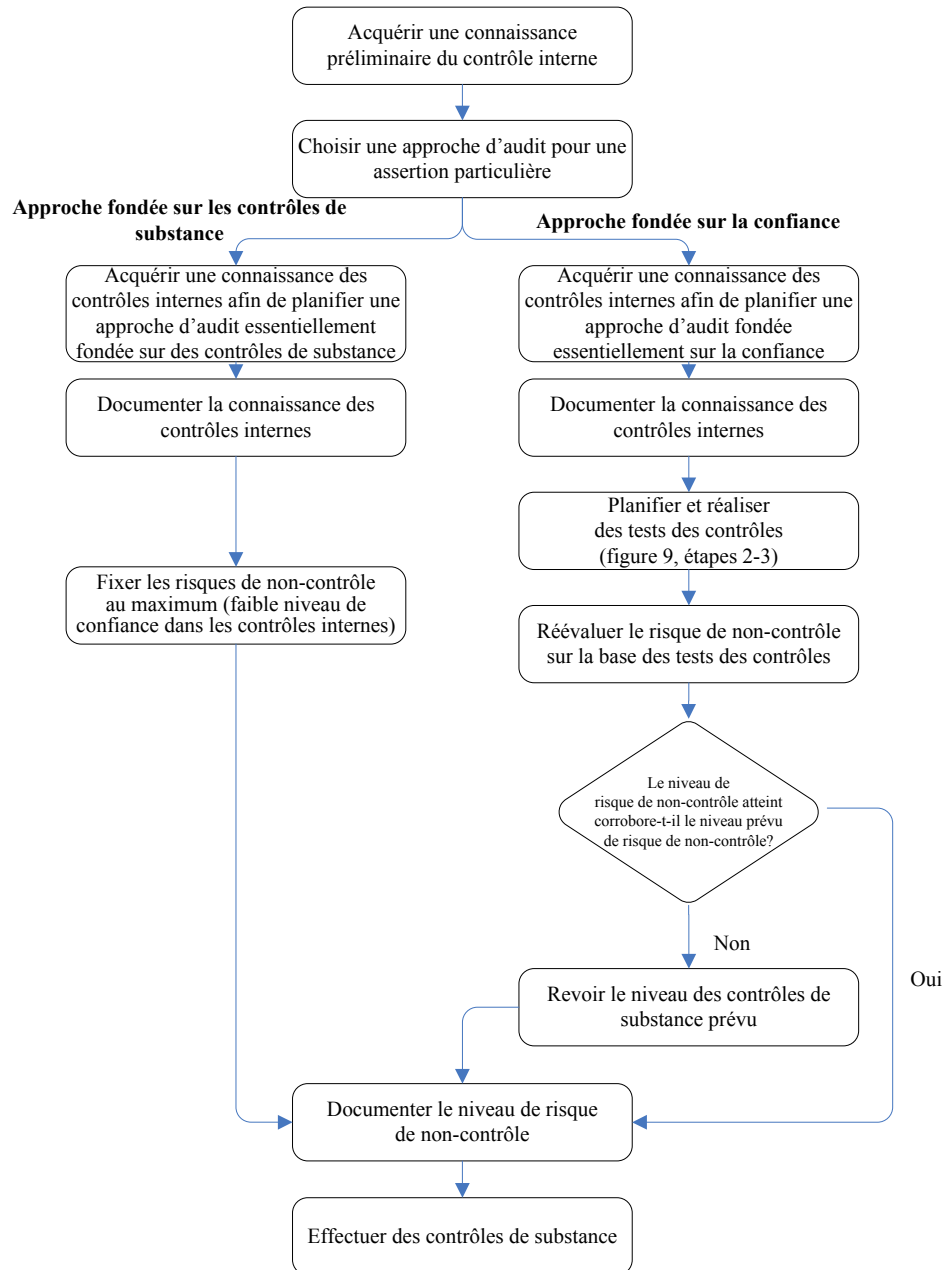 Acquérir une connaissance
préliminaire du contrôle interne
Choisir une approche d’audit pour une
assertion particulière
Approche fondée sur les contrôles de
substance
Approche fondée sur la confiance
Acquérir une connaissance des
contrôles internes afin de planifier une
approche d’audit essentiellement
fondée sur des contrôles de substance
Acquérir une connaissance des
contrôles internes afin de planifier une
approche d’audit fondée
essentiellement sur la confiance
Documenter la connaissance des
contrôles internes
Documenter la connaissance des
contrôles internes
Planifier et réaliser
des tests des contrôles
(figure 9, étapes 2-3)
Fixer les risques de non-contrôle
au maximum (faible niveau de
confiance dans les contrôles internes)
Réévaluer le risque de non-contrôle
sur la base des tests des contrôles
Le niveau de
risque de non-contrôle atteint
corrobore-t-il le niveau prévu
de risque de non-contrôle?
Non
Oui
Revoir le niveau des contrôles de
substance prévu
Documenter le niveau de risque
de non-contrôle
Effectuer des contrôles de substance